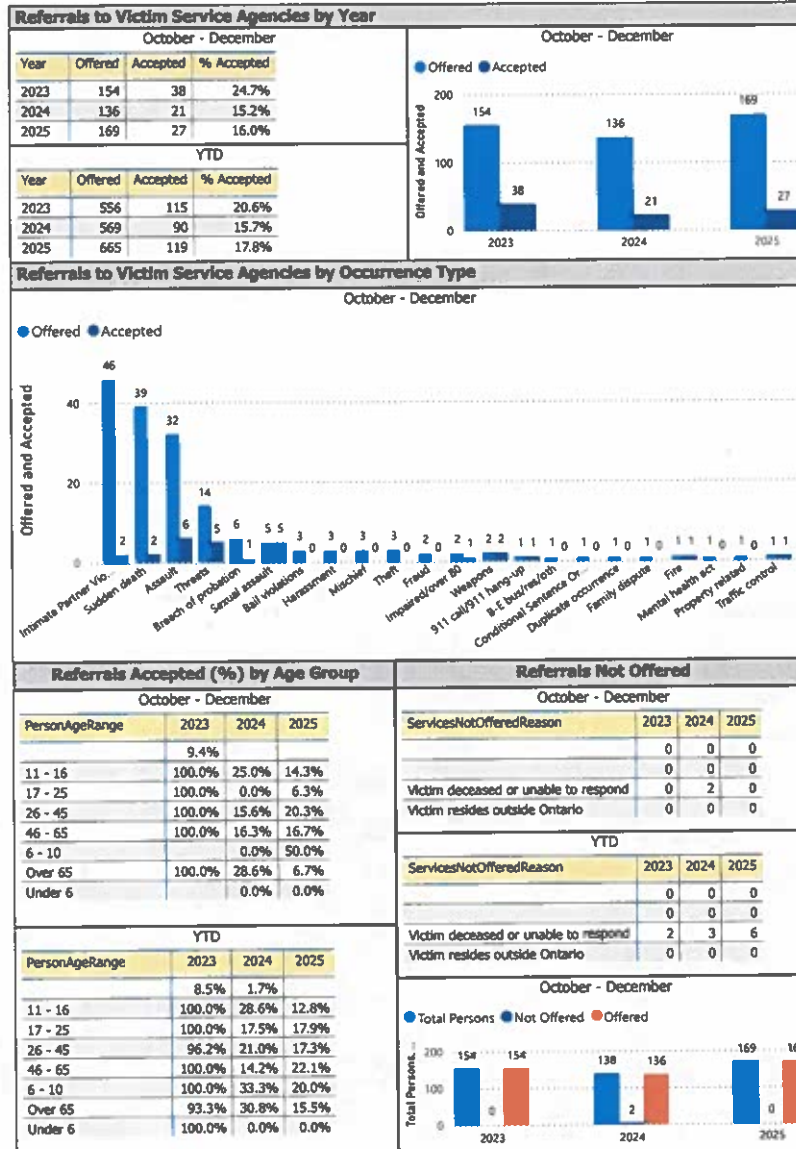 Referrals to Victim Service Agencies by Year
October - December
Year Offered Accepted % Accepted
2023 154 38 24.7%
2024 136 21 15.2%
2025 169 27 16.0%
YTD
Year Offered Accepted % Accepted
2023 556 115 20.6%
2024 569 90 15.7%
2025 665 119 17.8%
October - December
Offered Accepted
Offered and Accepted
200
100
0
154 38 136 21 169 27
2023 2024 2025
Referrals to Victim Service Agencies by Occurrence Type
October - December
Offered Accepted
Offered and Accepted
40
20
0
46 2 39 2 32 6 14 5 6 1 5 5 3 0 3 0 3 0 3 0 2 0 2 1 2 2 1 1 1 0 1 0 1 0 1 0 1 1 1 0 1 0 1 1
Intimate Partner Vio...
Sudden death
Assault
Threats
Breach of probation
Sexual assault
Bail violations
Harassment
Mischief
Theft
Fraud
Impaired/over 80
Weapons
911 call/911 hang-up
B-E bus/res/oth
Conditional Sentence Or...
Duplicate occurrence
Family dispute
Fire
Mental health act
Property related
Traffic control
Referrals Accepted (%) by Age Group
October - December
PersonAgeRange 2023 2024 2025
9.4%
11 - 16 100.0% 25.0% 14.3%
17 - 25 100.0% 0.0% 6.3%
26 - 45 100.0% 15.6% 20.3%
46 - 65 100.0% 16.3% 16.7%
6 - 10 0.0% 50.0%
Over 65 100.0% 28.6% 6.7%
Under 6 0.0% 0.0%
YTD
PersonAgeRange 2023 2024 2025
8.5% 1.7%
11 - 16 100.0% 28.6% 12.8%
17 - 25 100.0% 17.5% 17.9%
26 - 45 96.2% 21.0% 17.3%
46 - 65 100.0% 14.2% 22.1%
6 - 10 100.0% 33.3% 20.0%
Over 65 93.3% 30.8% 15.5%
Under 6 100.0% 0.0% 0.0%
Referrals Not Offered
October - December
ServicesNotOfferedReason 2023 2024 2025
0 0 0
0 0 0
Victim deceased or unable to respond 0 2 0
Victim resides outside Ontario 0 0 0
YTD
ServicesNotOfferedReason 2023 2024 2025
0 0 0
0 0 0
Victim deceased or unable to respond 2 3 6
Victim resides outside Ontario 0 0 0
October - December
Total Persons Not Offered Offered
Total Persons, ...
200
100
0
154 0 154 138 2 136 169 0
2023 2024 2025